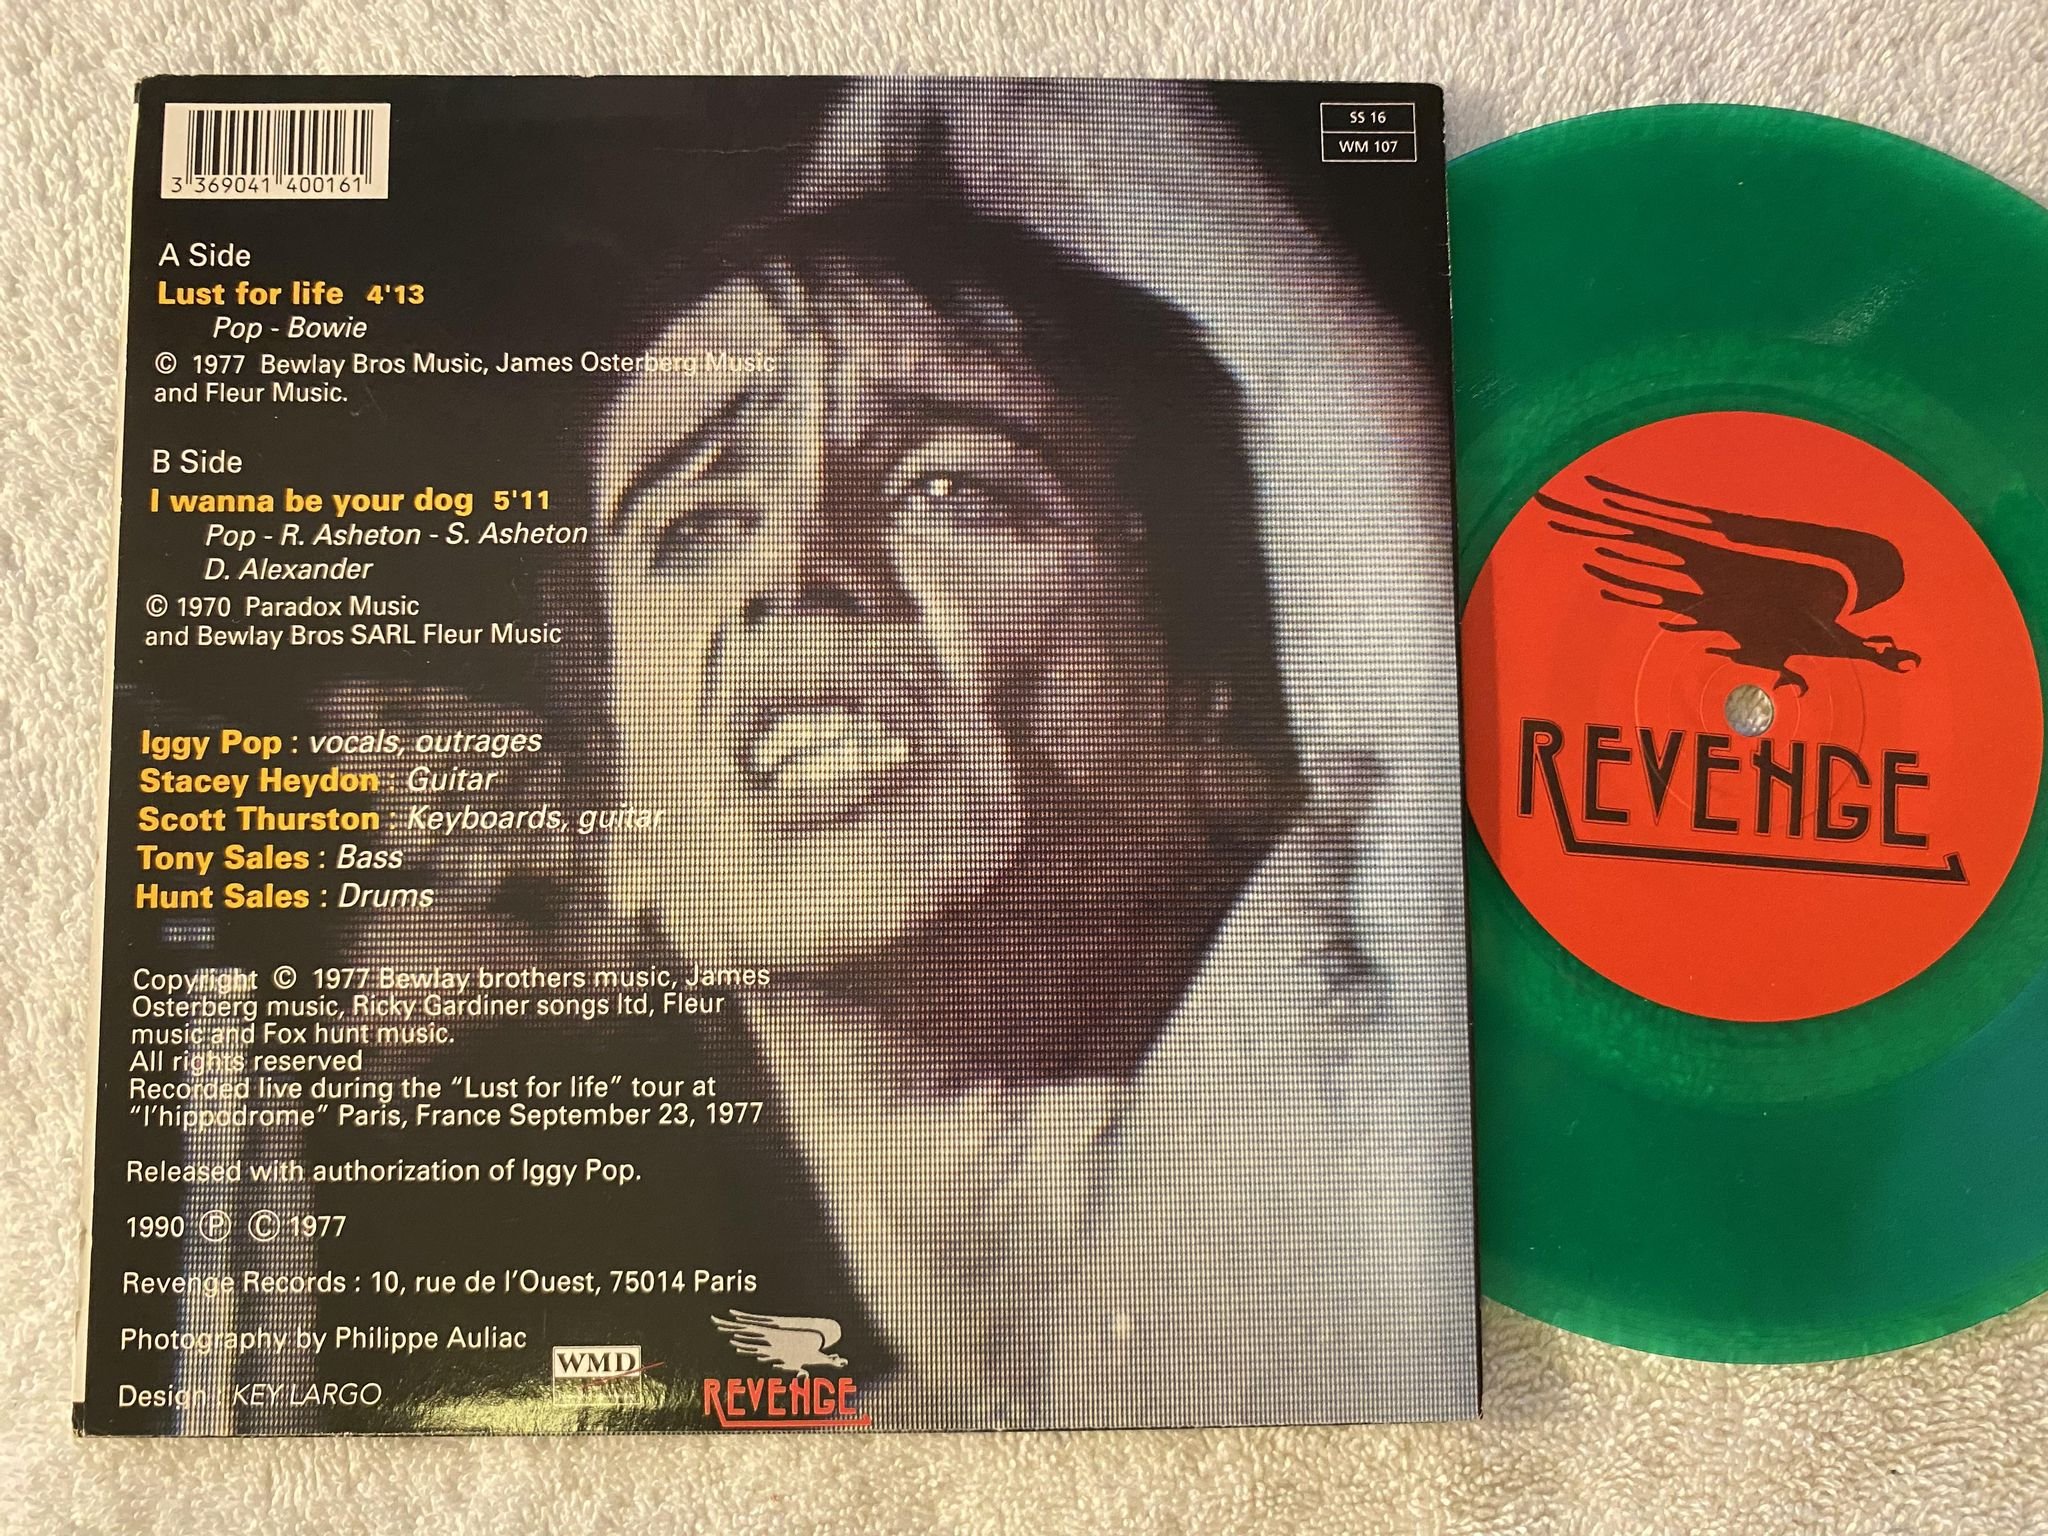 3 369041 400161
SS 16
WM 107
A Side
Lust for life 4'13
Pop - Bowie
© 1977 Bewlay Bros Music, James Osterberg Music
and Fleur Music.
B Side
I wanna be your dog 5'11
Pop - R. Asheton - S. Asheton
D. Alexander
© 1970 Paradox Music
and Bewlay Bros SARL Fleur Music
Iggy Pop : vocals, outrages
Stacey Heydon : Guitar
Scott Thurston : Keyboards, guitar
Tony Sales : Bass
Hunt Sales : Drums
Copyright © 1977 Bewlay brothers music, James
Osterberg music, Ricky Gardiner songs ltd, Fleur
music and Fox hunt music.
All rights reserved
Recorded live during the “Lust for life” tour at
“l’hippodrome” Paris, France September 23, 1977
Released with authorization of Iggy Pop.
1990 Ⓟ Ⓒ 1977
Revenge Records : 10, rue de l’Ouest, 75014 Paris
Photography by Philippe Auliac
Design : KEY LARGO
WMD
REVENGE
REVENGE